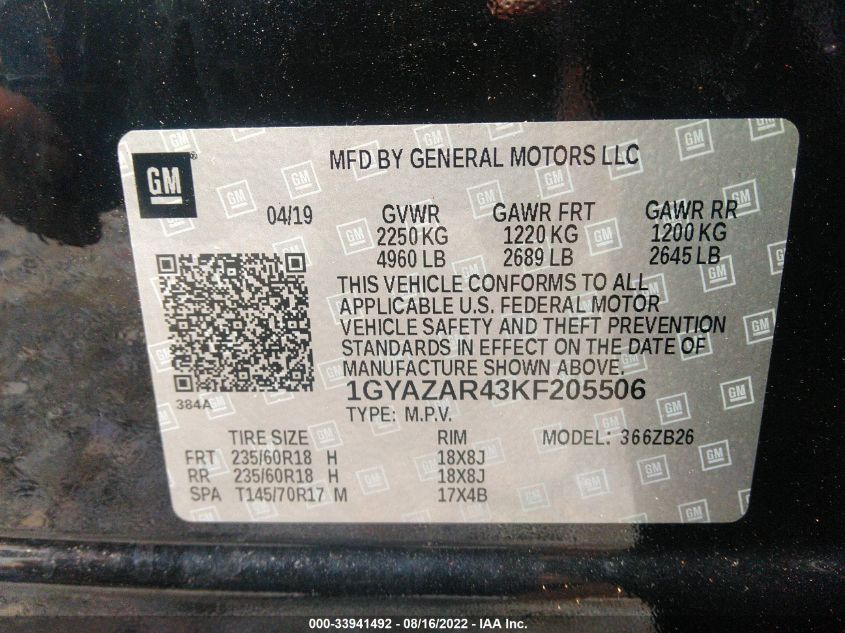 GM
MFD BY GENERAL MOTORS LLC
04/19 GVWR GAWR FRT GAWR RR
2250 KG 1220 KG 1200 KG
4960 LB 2689 LB 2645 LB
THIS VEHICLE CONFORMS TO ALL
APPLICABLE U.S. FEDERAL MOTOR
VEHICLE SAFETY AND THEFT PREVENTION
STANDARDS IN EFFECT ON THE DATE OF
MANUFACTURE SHOWN ABOVE.
384A
1GYAZAR43KF205506
TYPE: M.P.V.
TIRE SIZE RIM MODEL: 366ZB26
FRT 235/60R18 H 18X8J
RR 235/60R18 H 18X8J
SPA T145/70R17 M 17X4B
000-33941492 - 08/16/2022 - IAA Inc.